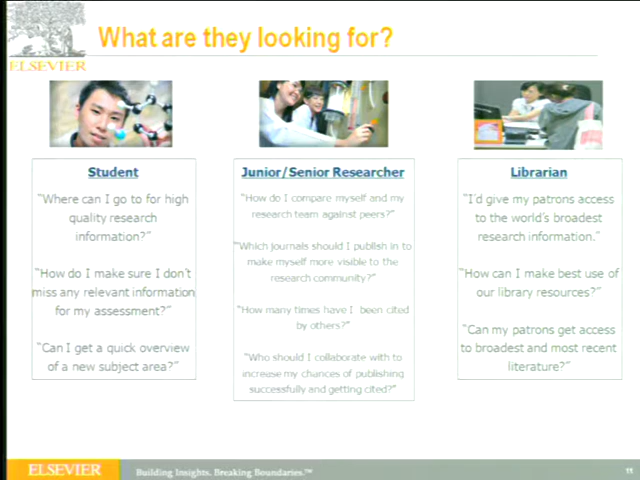 What are they looking for?
ELSEVIER
Student
"Where can I go to for high
quality research
information?"
"How do I make sure I don't
miss any relevant information
for my assessment?"
"Can I get a quick overview
of a new subject area?"
Junior/Senior Researcher
"How do I compare myself and my
research team against peers?"
"Which journals should I publish in to
make myself more visible to the
research community?"
"How many times have I been cited
by others?"
"Who should I collaborate with to
increase my chances of publishing
successfully and getting cited?"
Librarian
"I'd give my patrons access
to the world's broadest
research information."
"How can I make best use of
our library resources?"
"Can my patrons get access
to broadest and most recent
literature?"
ELSEVIER
Building Insights. Breaking Boundaries.™
11